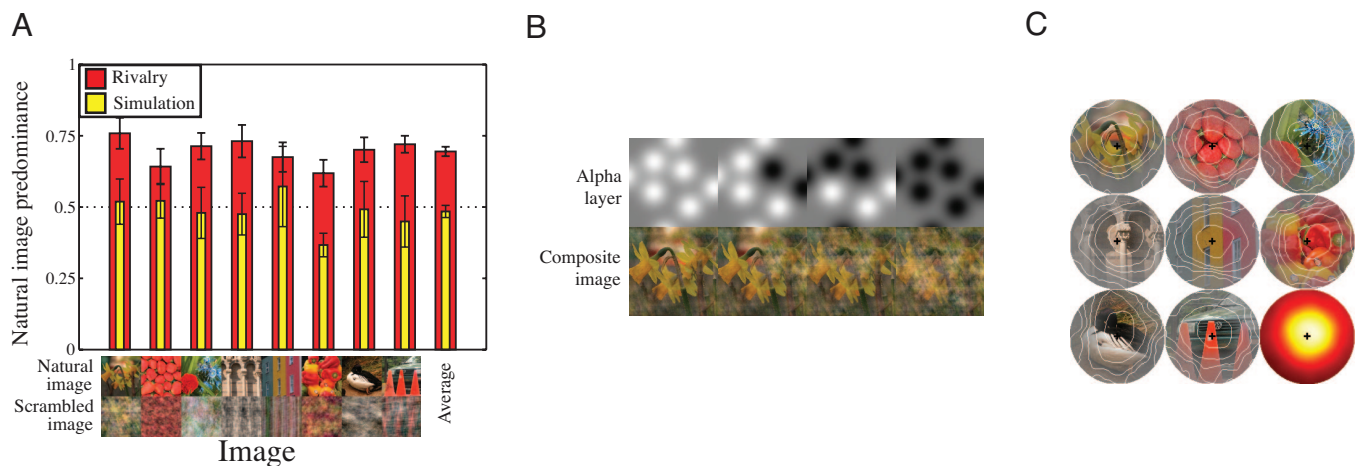 A
B
C
1
0.75
0.5
0.25
0
Natural image predominance
Rivalry
Simulation
Natural
image
Scrambled
image
Average
Image
Alpha
layer
Composite
image